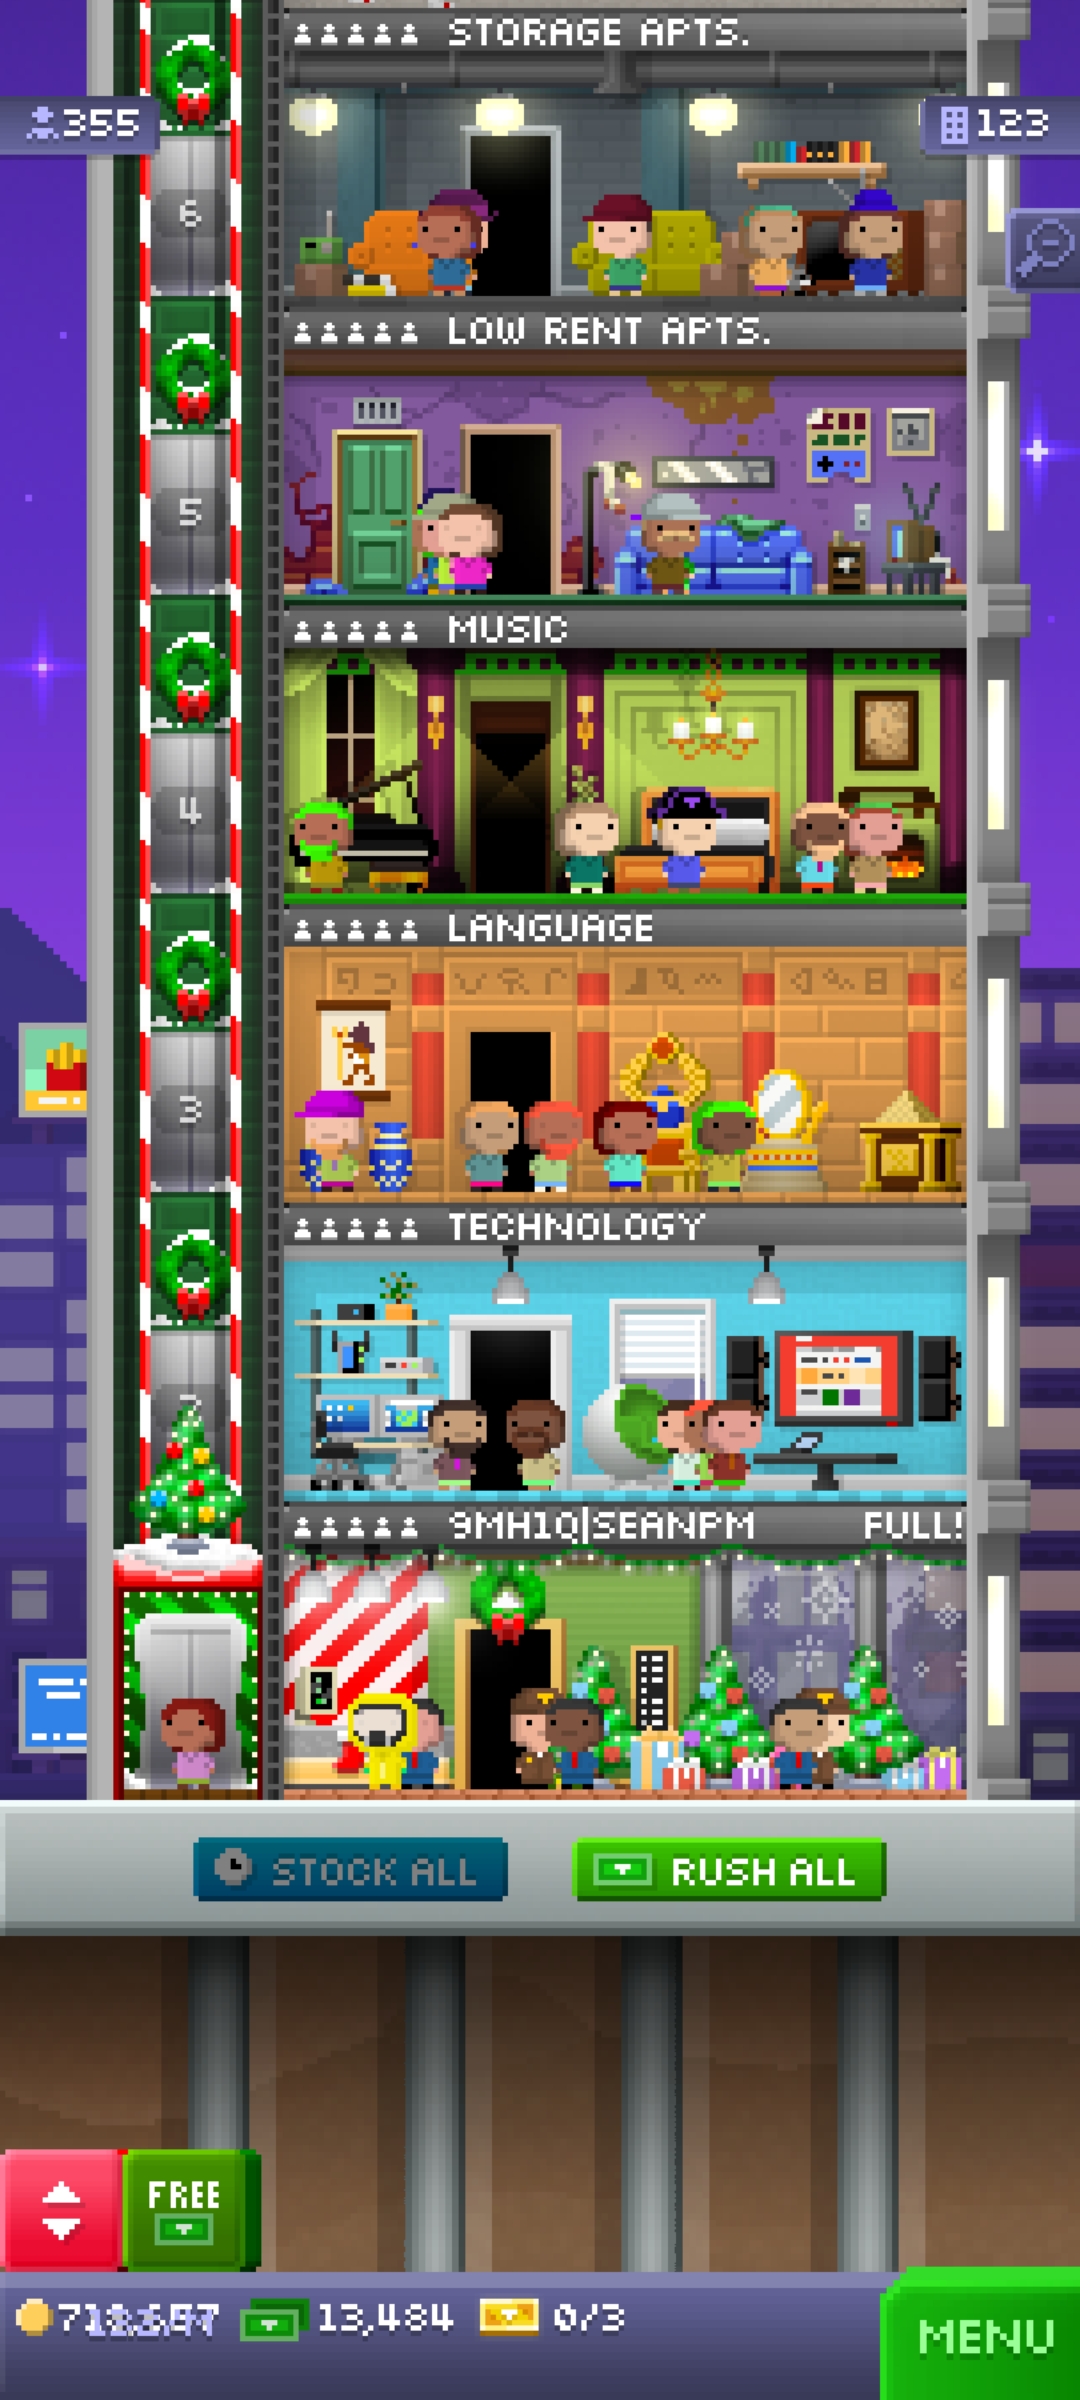 STORAGE APTS.
355
123
6
LOW RENT APTS.
5
MUSIC
4
LANGUAGE
3
TECHNOLOGY
9MH1Q|SEANPM FULL!
STOCK ALL
RUSH ALL
FREE
13,484
0/3
MENU